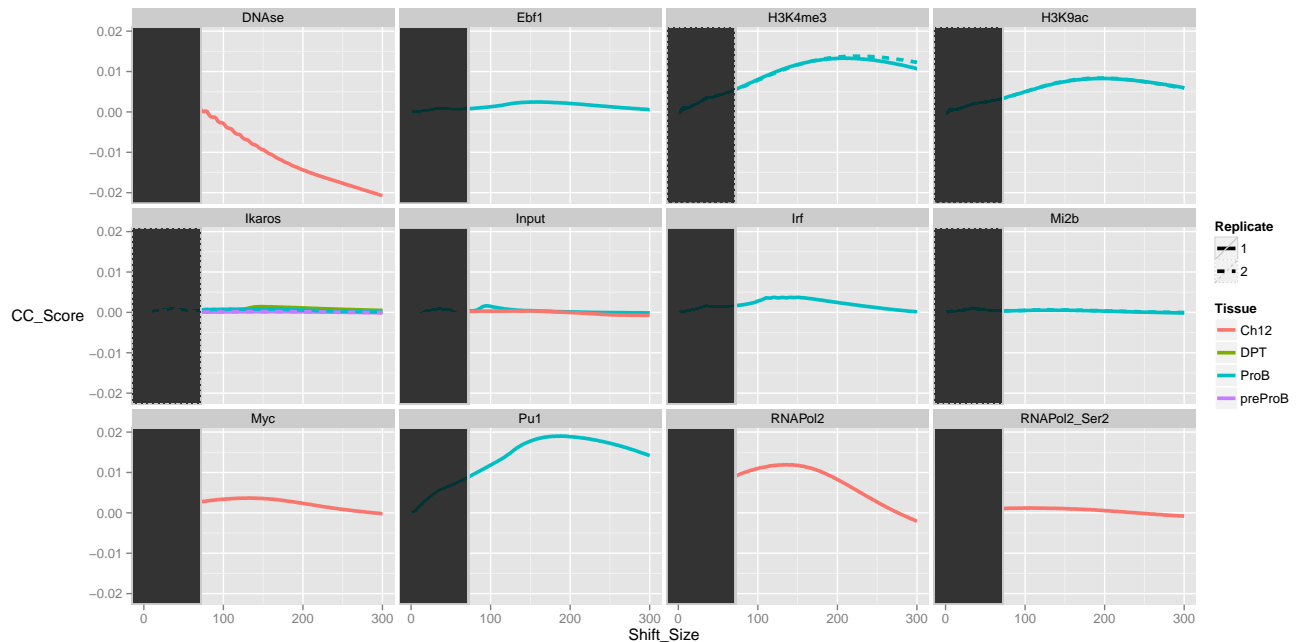 DNAse Ebf1 H3K4me3 H3K9ac
0.02
0.01
0.00
−0.01
−0.02
Ikaros Input Irf Mi2b
0.02
0.01
0.00
−0.01
−0.02
CC_Score
Myc Pu1 RNAPol2 RNAPol2_Ser2
0.02
0.01
0.00
−0.01
−0.02
0 100 200 300 0 100 200 300 0 100 200 300 0 100 200 300
Shift_Size
Replicate
1
2
Tissue
Ch12
DPT
ProB
preProB